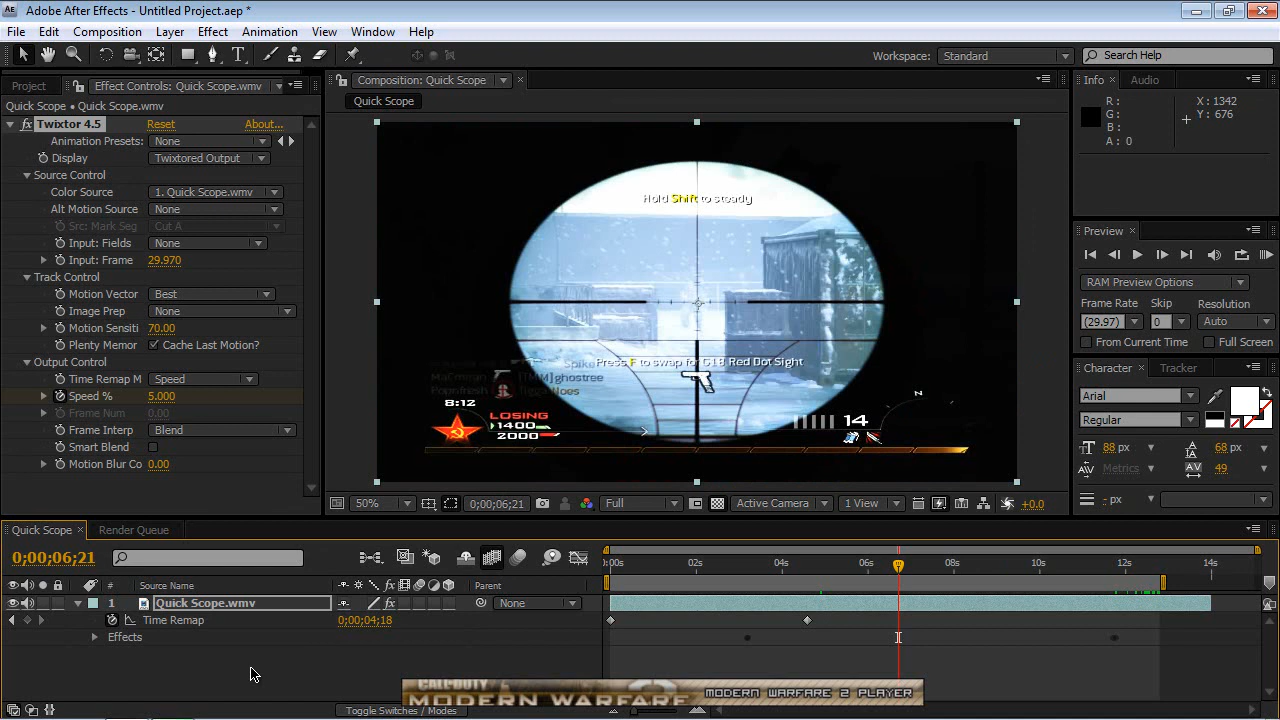 Adobe After Effects - Untitled Project.aep *
File Edit Composition Layer Effect Animation View Window Help
Workspace: Standard Search Help
Project Effect Controls: Quick Scope.wmv
Quick Scope • Quick Scope.wmv
fx Twixtor 4.5 Reset About...
Animation Presets: None
Display Twixtored Output
Source Control
Color Source 1. Quick Scope.wmv
Alt Motion Source None
Src: Mark Seg Cut A
Input: Fields None
Input: Frame 29.970
Track Control
Motion Vector Best
Image Prep None
Motion Sensiti 70.00
Plenty Memor Cache Last Motion?
Output Control
Time Remap M Speed
Speed % 5.000
Frame Num 0.00
Frame Interp Blend
Smart Blend
Motion Blur Co 0.00
Composition: Quick Scope
Quick Scope
Hold Shift to steady
Press F to swap for G18 Red Dot Sight
Spike
MaCmiran [TMM]ghostree
8:12
LOSING
1400
2000
14
N
50% 0;00;06;21 Full Active Camera 1 View +0.0
Info Audio
R: X : 1342
G: Y : 676
B:
A : 0
Preview
RAM Preview Options
Frame Rate Skip Resolution
(29.97) 0 Auto
From Current Time Full Screen
Character Tracker
Arial
Regular
88 px 68 px
Metrics 49
- px
Quick Scope Render Queue
0;00;06;21
:00s 02s 04s 06s 08s 10s 12s 14s
# Source Name Parent
1 Quick Scope.wmv None
Time Remap 0;00;04;18
Effects
CALL OF DUTY
MODERN WARFARE 2 MODERN WARFARE 2 PLAYER
Toggle Switches / Modes